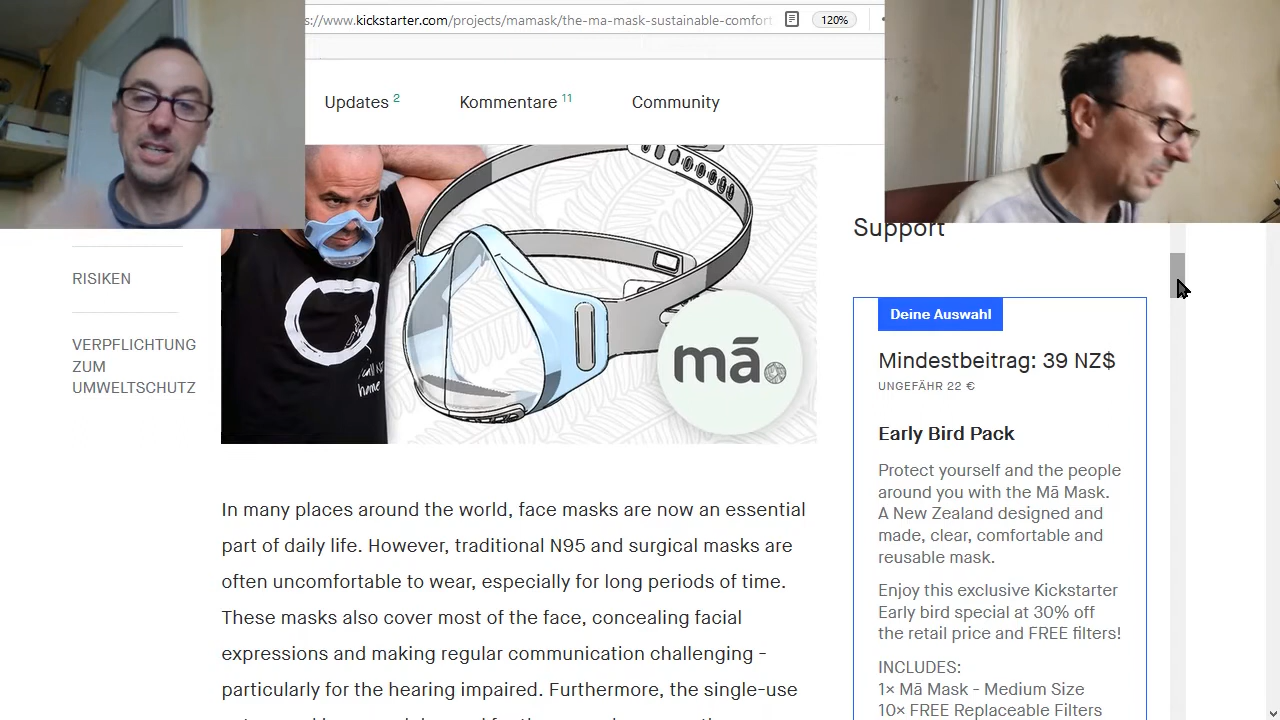 s://www.kickstarter.com/projects/mamask/the-ma-mask-sustainable-comfort
120%
Updates 2
Kommentare 11
Community
RISIKEN
VERPFLICHTUNG
ZUM
UMWELTSCHUTZ
mā
home
In many places around the world, face masks are now an essential
part of daily life. However, traditional N95 and surgical masks are
often uncomfortable to wear, especially for long periods of time.
These masks also cover most of the face, concealing facial
expressions and making regular communication challenging -
particularly for the hearing impaired. Furthermore, the single-use
Support
Deine Auswahl
Mindestbeitrag: 39 NZ$
UNGEFÄHR 22 €
Early Bird Pack
Protect yourself and the people
around you with the Mā Mask.
A New Zealand designed and
made, clear, comfortable and
reusable mask.
Enjoy this exclusive Kickstarter
Early bird special at 30% off
the retail price and FREE filters!
INCLUDES:
1× Mā Mask - Medium Size
10× FREE Replaceable Filters